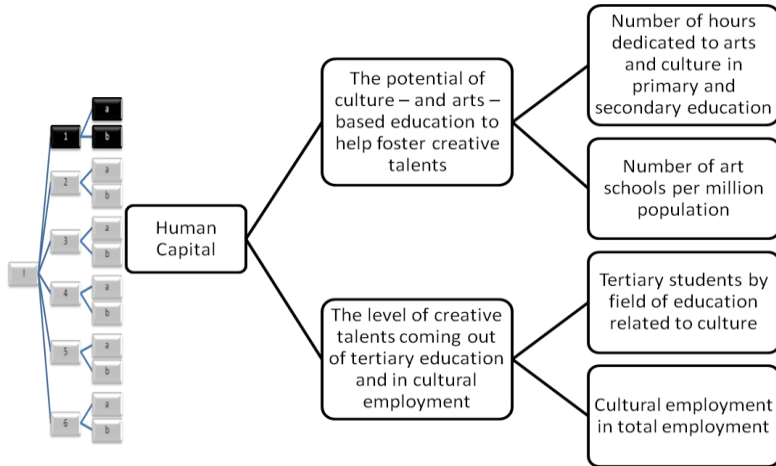 I
1
a
b
2
a
b
3
a
b
4
a
b
5
a
b
6
a
b
Human
Capital
The potential of
culture – and arts –
based education to
help foster creative
talents
Number of hours
dedicated to arts
and culture in
primary and
secondary education
Number of art
schools per million
population
The level of creative
talents coming out
of tertiary education
and in cultural
employment
Tertiary students by
field of education
related to culture
Cultural employment
in total employment